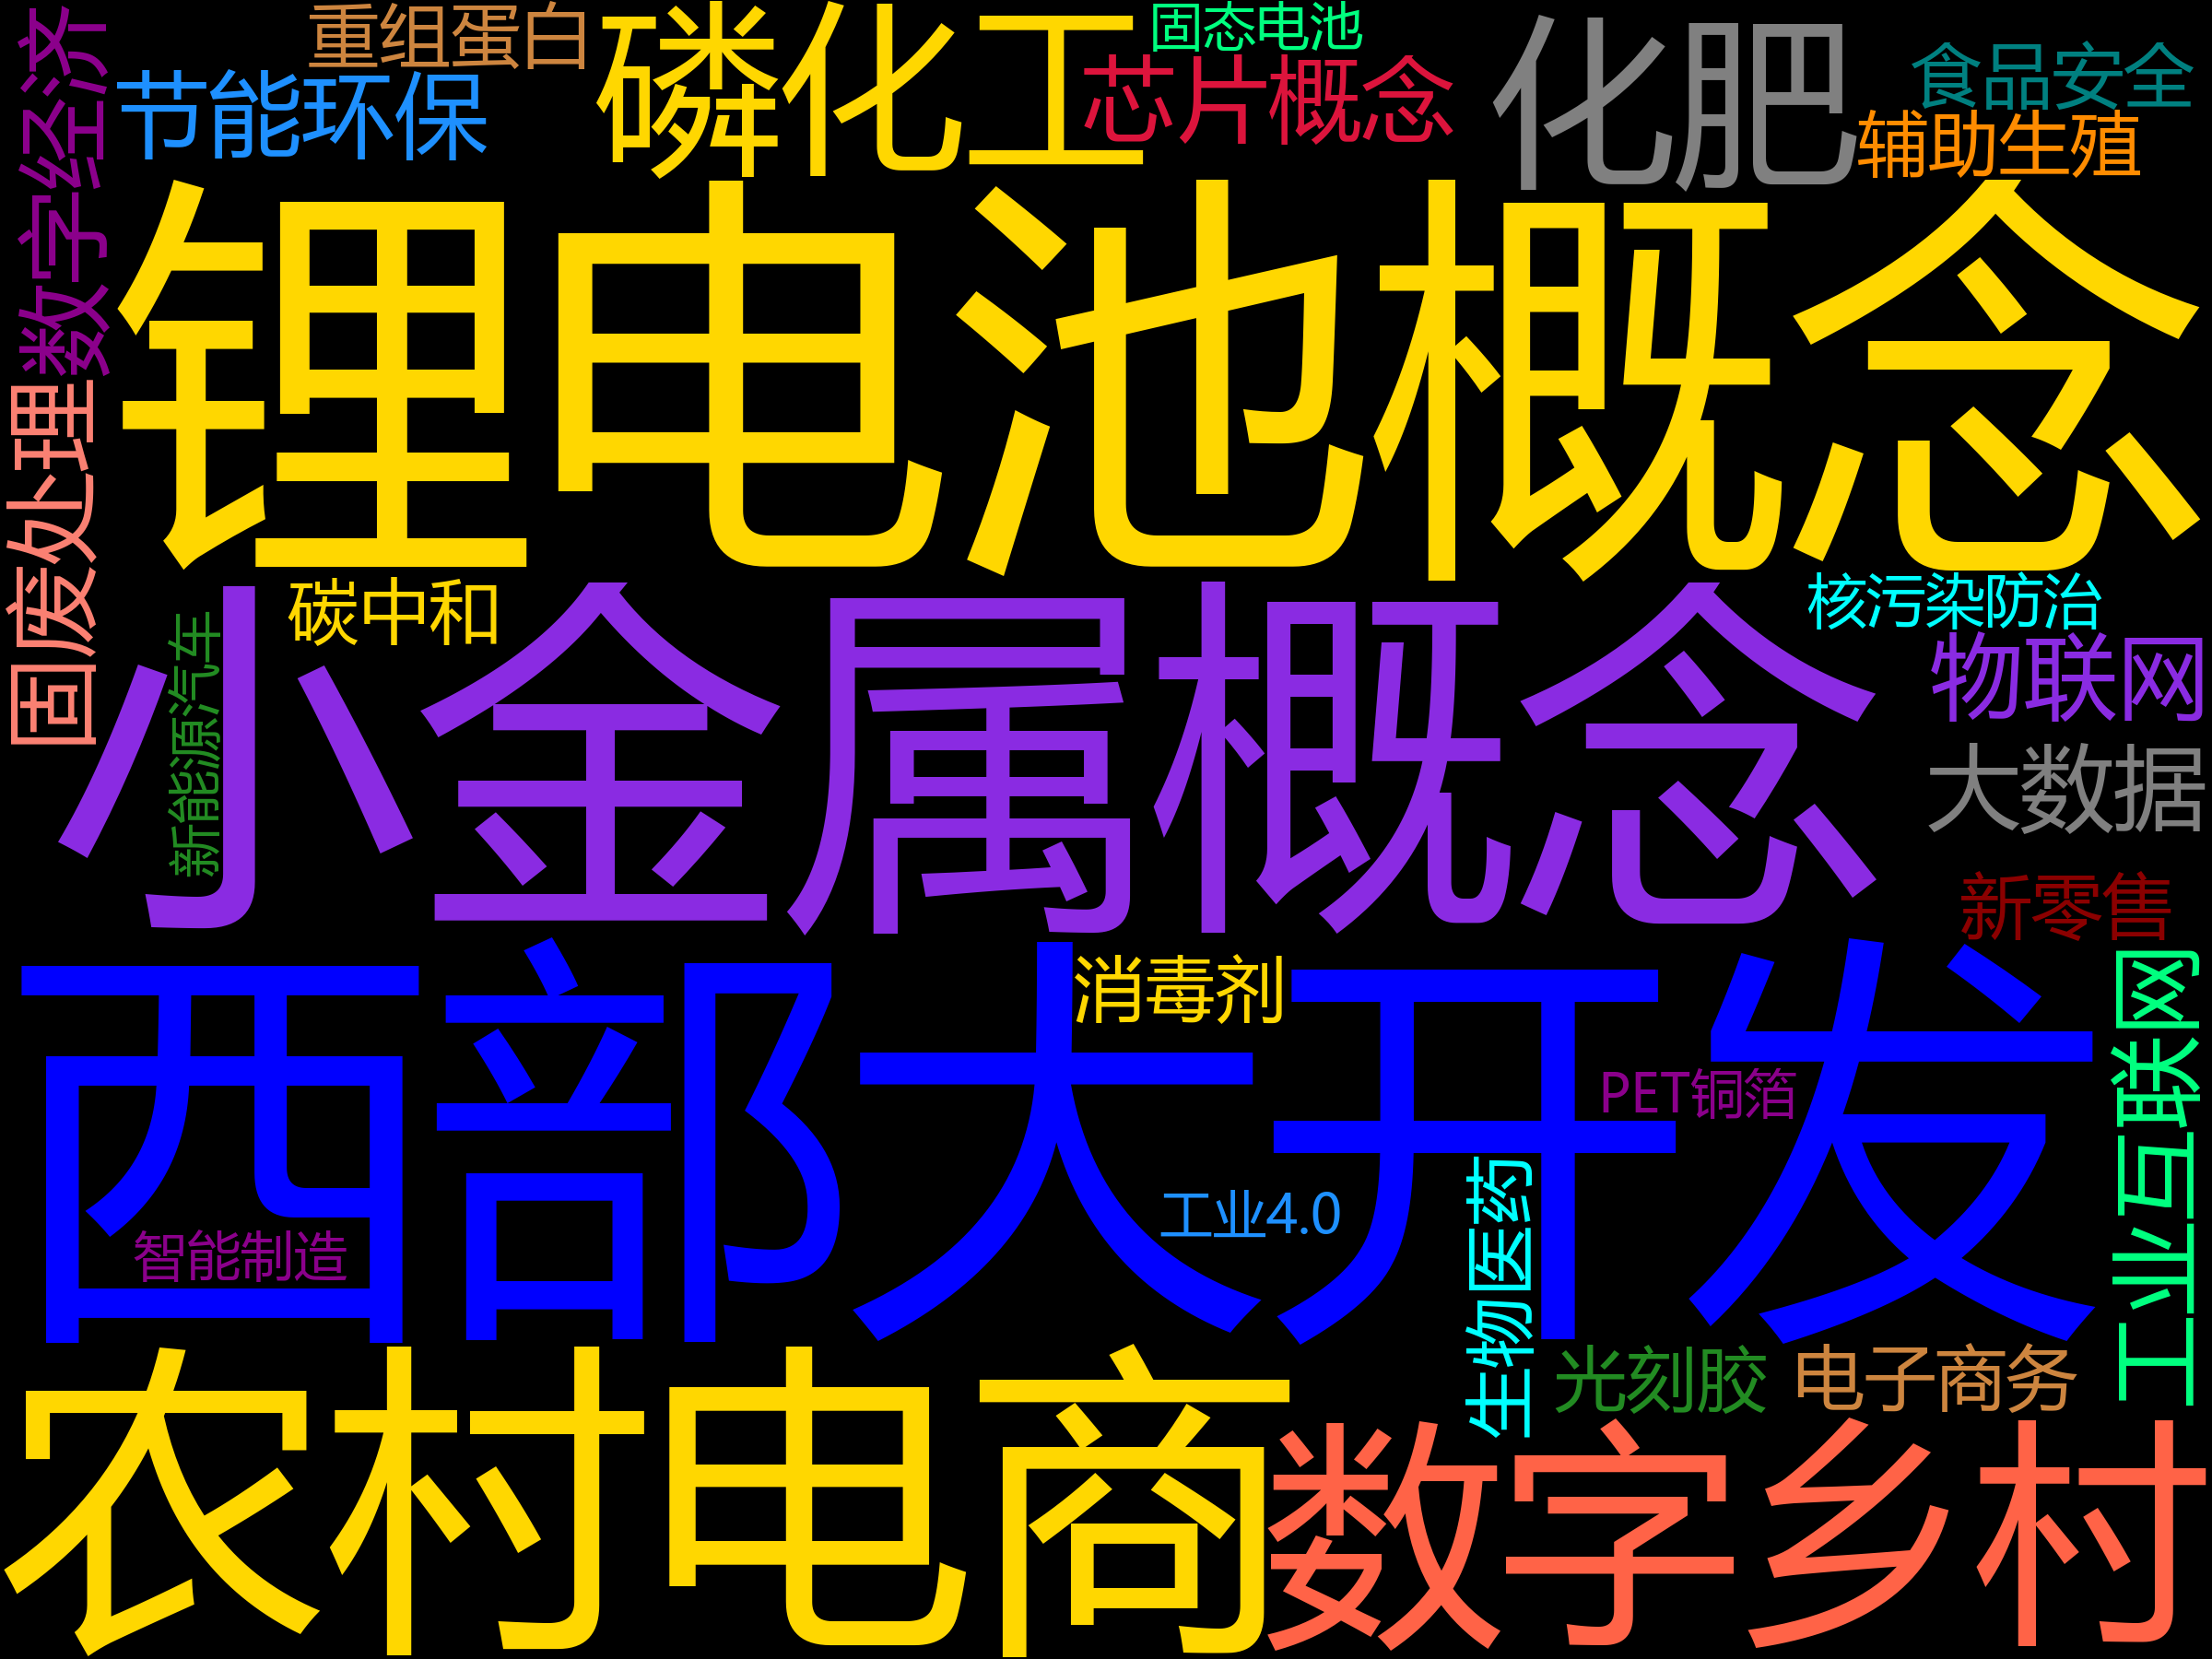 重组蛋白
磷化工
固态电池
化肥
食品安全
数字经济
节能环保
芯片概念
辅助生殖
锂电池概念
固废处理
碳中和
核污染防治
新能源汽车
小金属概念
物联网
大数据
新零售
西部大开发
消毒剂
PET铜箔
工业互联网
工业4.0
智能制造
生物医药
农村电商
光刻胶
电子商务
数字乡村